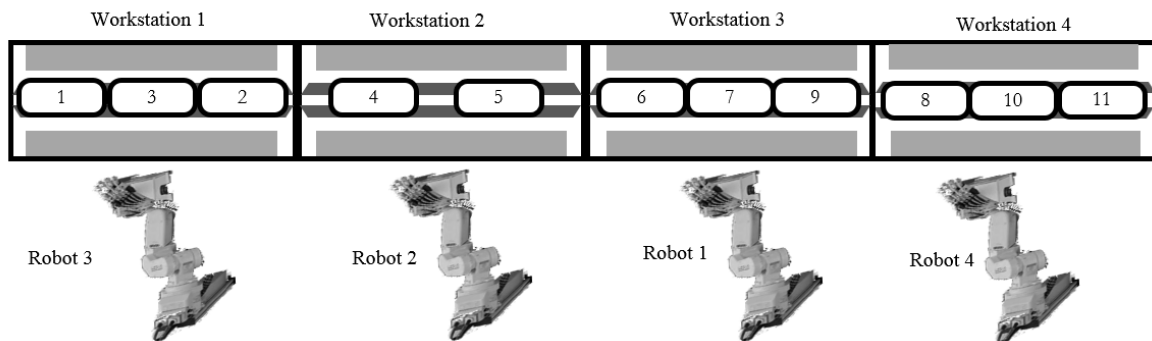 Workstation 1 Workstation 2 Workstation 3 Workstation 4
1 3 2 4 5 6 7 9 8 10 11
Robot 3 Robot 2 Robot 1 Robot 4